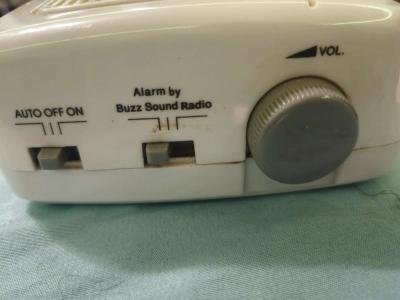 VOL.
Alarm by
Buzz Sound Radio
AUTO OFF ON